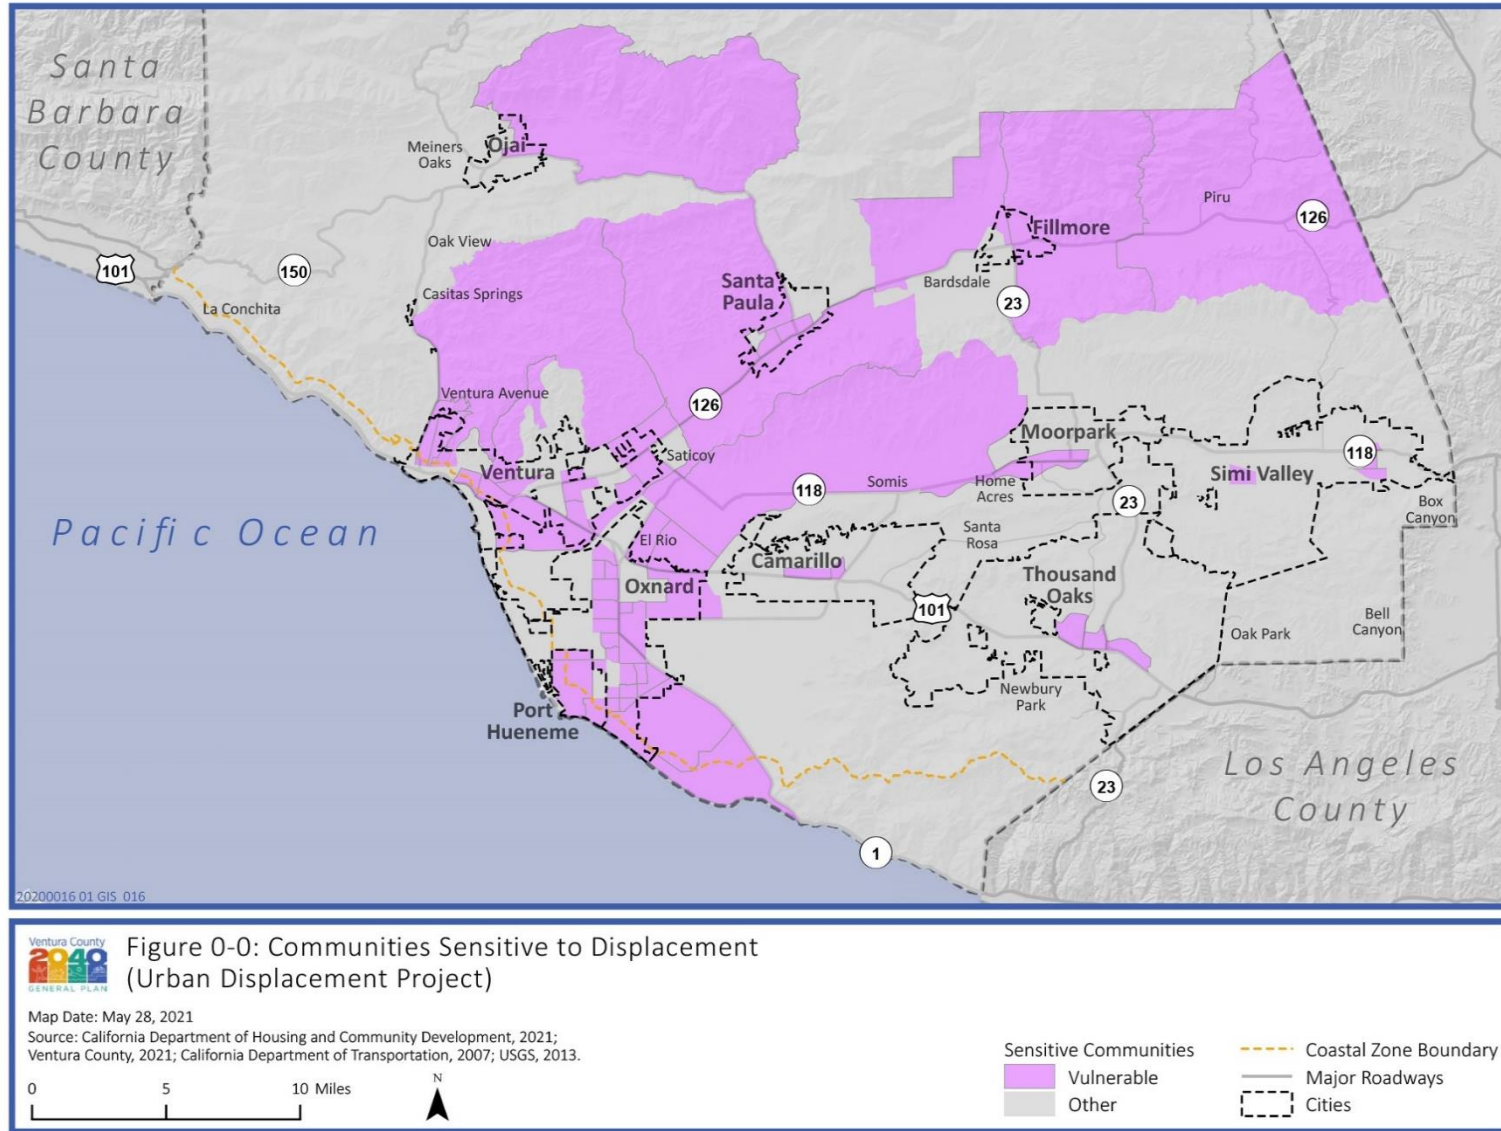 Santa
Barbara
County
Meiners
Oaks
Ojai
Oak View
Casitas Springs
La Conchita
101
150
Santa
Paula
Fillmore
Bardsdale
Piru
126
23
Ventura Avenue
126
Ventura
Saticoy
118
Somis
Moorpark
Home
Acres
Simi Valley
118
23
Box
Canyon
Pacific Ocean
El Rio
Oxnard
Camarillo
Santa
Rosa
Thousand
Oaks
101
Oak Park
Bell
Canyon
Newbury
Park
Port
Hueneme
Los Angeles
County
23
1
20200016 01 GIS 016
Ventura County
2040
GENERAL PLAN
Figure 0-0: Communities Sensitive to Displacement
(Urban Displacement Project)
Map Date: May 28, 2021
Source: California Department of Housing and Community Development, 2021;
Ventura County, 2021; California Department of Transportation, 2007; USGS, 2013.
0 5 10 Miles
N
Sensitive Communities
Vulnerable
Other
Coastal Zone Boundary
Major Roadways
Cities